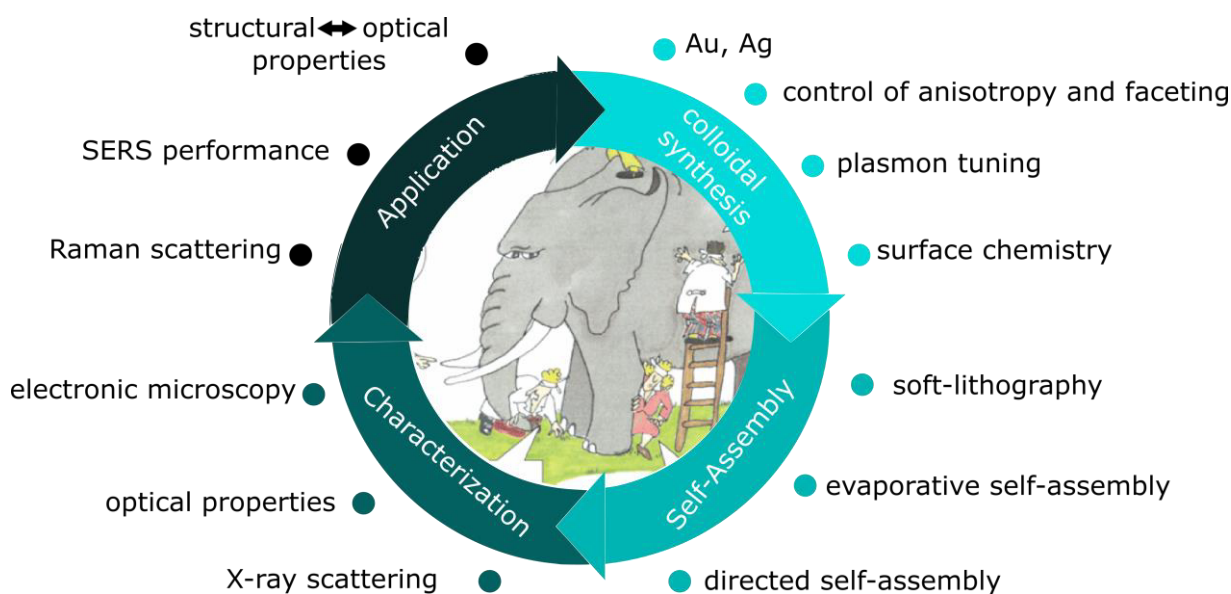 structural ⬌ optical
properties
SERS performance
Raman scattering
Application
Au, Ag
control of anisotropy and faceting
plasmon tuning
surface chemistry
colloidal
synthesis
soft-lithography
evaporative self-assembly
directed self-assembly
Self-Assembly
electronic microscopy
optical properties
X-ray scattering
Characterization